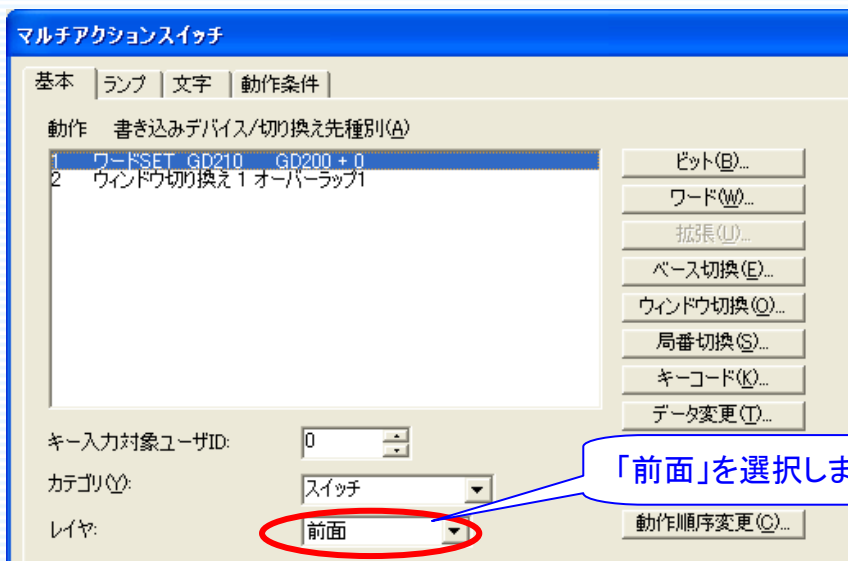 マルチアクションスイッチ
基本 ランプ 文字 動作条件
動作 書き込みデバイス/切り換え先種別(A)
1 ワードSET GD210 GD200 + 0
2 ウィンドウ切り換え 1 オーバーラップ1
ビット(B)...
ワード(W)...
拡張(U)...
ベース切換(E)...
ウィンドウ切換(O)...
局番切換(S)...
キーコード(K)...
データ変更(T)...
キー入力対象ユーザID: 0
「前面」を選択しま
カテゴリ(Y): スイッチ
レイヤ: 前面
動作順序変更(C)...